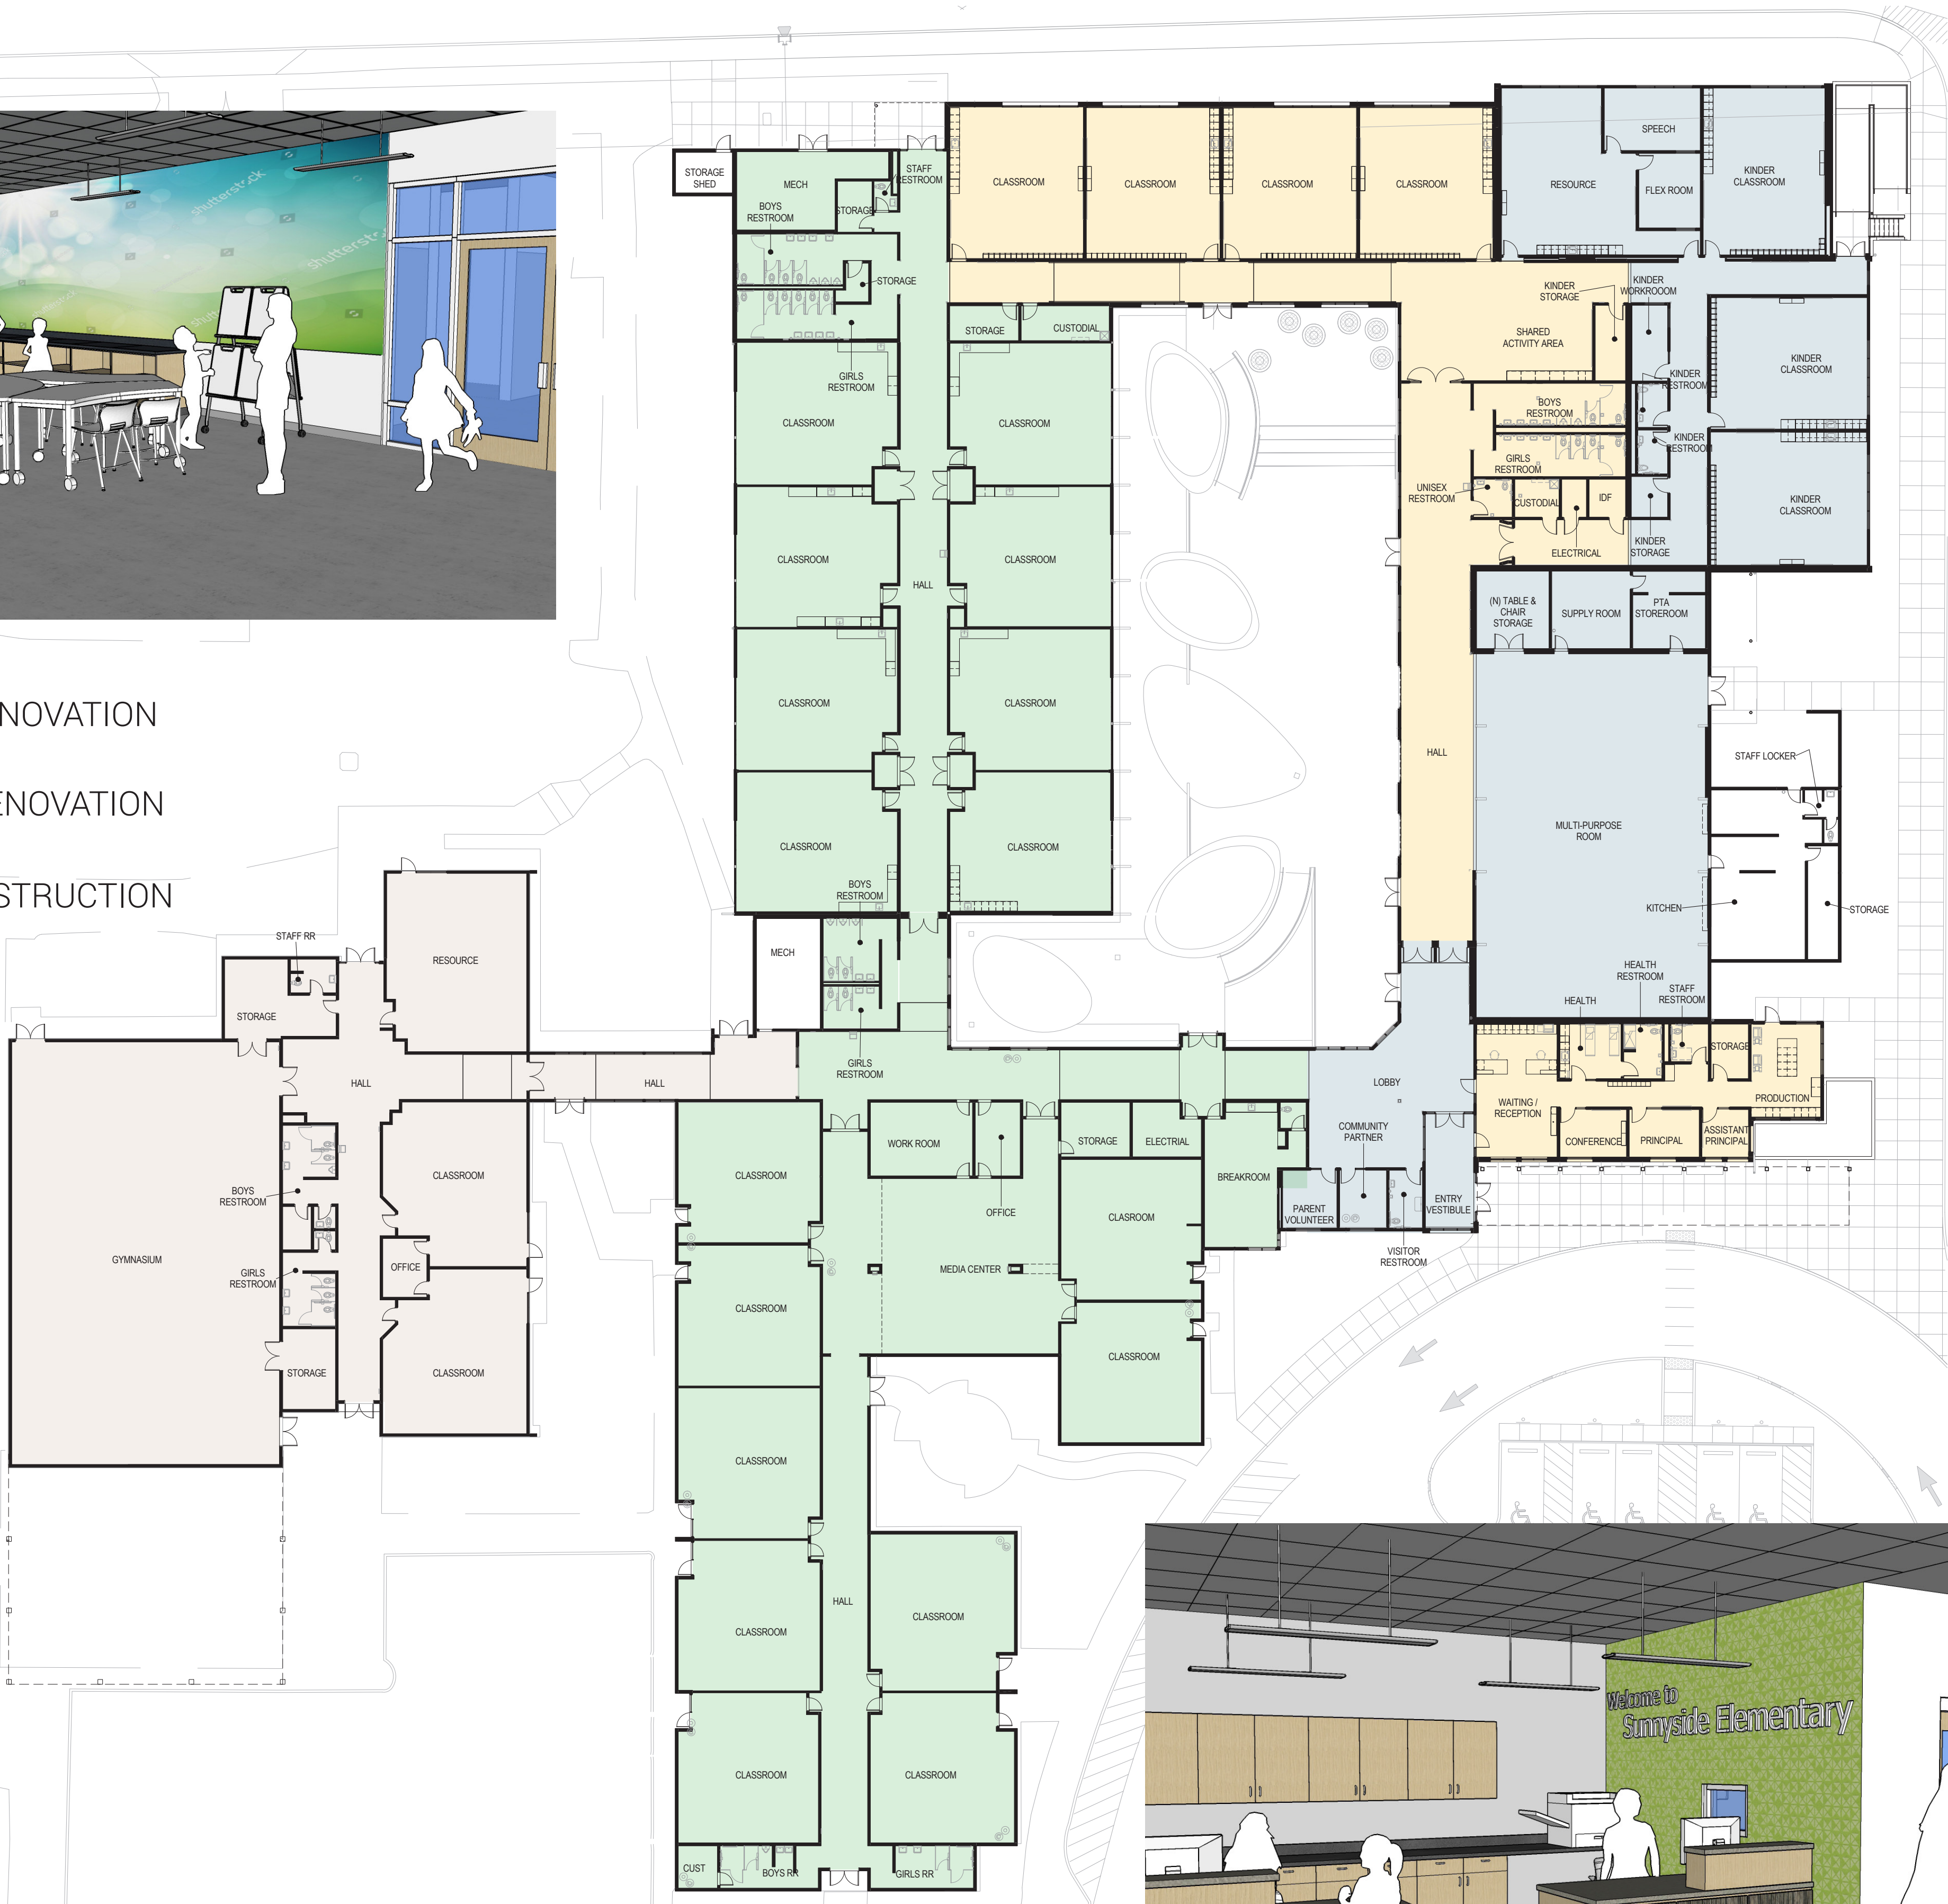 STORAGE
SHED
MECH
STAFF
RESTROOM
BOYS
RESTROOM
STORAGE
STORAGE
GIRLS
RESTROOM
STORAGE
CUSTODIAL
CLASSROOM
CLASSROOM
CLASSROOM
CLASSROOM
RESOURCE
SPEECH
FLEX ROOM
KINDER
CLASSROOM
KINDER
STORAGE
KINDER
WORKROOOM
SHARED
ACTIVITY AREA
KINDER
CLASSROOM
KINDER
RESTROOM
BOYS
RESTROOM
KINDER
RESTROOM
GIRLS
RESTROOM
UNISEX
RESTROOM
CUSTODIAL
IDF
ELECTRICAL
KINDER
STORAGE
KINDER
CLASSROOM
shutterstock
shutterstock
shutterstock
CLASSROOM
CLASSROOM
CLASSROOM
HALL
CLASSROOM
CLASSROOM
CLASSROOM
CLASSROOM
CLASSROOM
(N) TABLE &
CHAIR
STORAGE
SUPPLY ROOM
PTA
STOREROOM
NOVATION
ENOVATION
STRUCTION
HALL
MULTI-PURPOSE
ROOM
STAFF LOCKER
KITCHEN
STORAGE
BOYS
RESTROOM
MECH
GIRLS
RESTROOM
STAFF RR
STORAGE
RESOURCE
HALL
HALL
HEALTH
RESTROOM
HEALTH
STAFF
RESTROOM
STORAGE
LOBBY
WAITING /
RECEPTION
PRODUCTION
CONFERENCE
PRINCIPAL
ASSISTANT
PRINCIPAL
COMMUNITY
PARTNER
PARENT
VOLUNTEER
ENTRY
VESTIBULE
VISITOR
RESTROOM
WORK ROOM
OFFICE
STORAGE
ELECTRIAL
BREAKROOM
CLASROOM
MEDIA CENTER
CLASSROOM
CLASSROOM
CLASSROOM
CLASSROOM
CLASSROOM
CLASSROOM
HALL
CLASSROOM
CLASSROOM
CUST
BOYS RR
GIRLS RR
GYMNASIUM
BOYS
RESTROOM
GIRLS
RESTROOM
OFFICE
CLASSROOM
CLASSROOM
STORAGE
Welcome to
Sunnyside Elementary